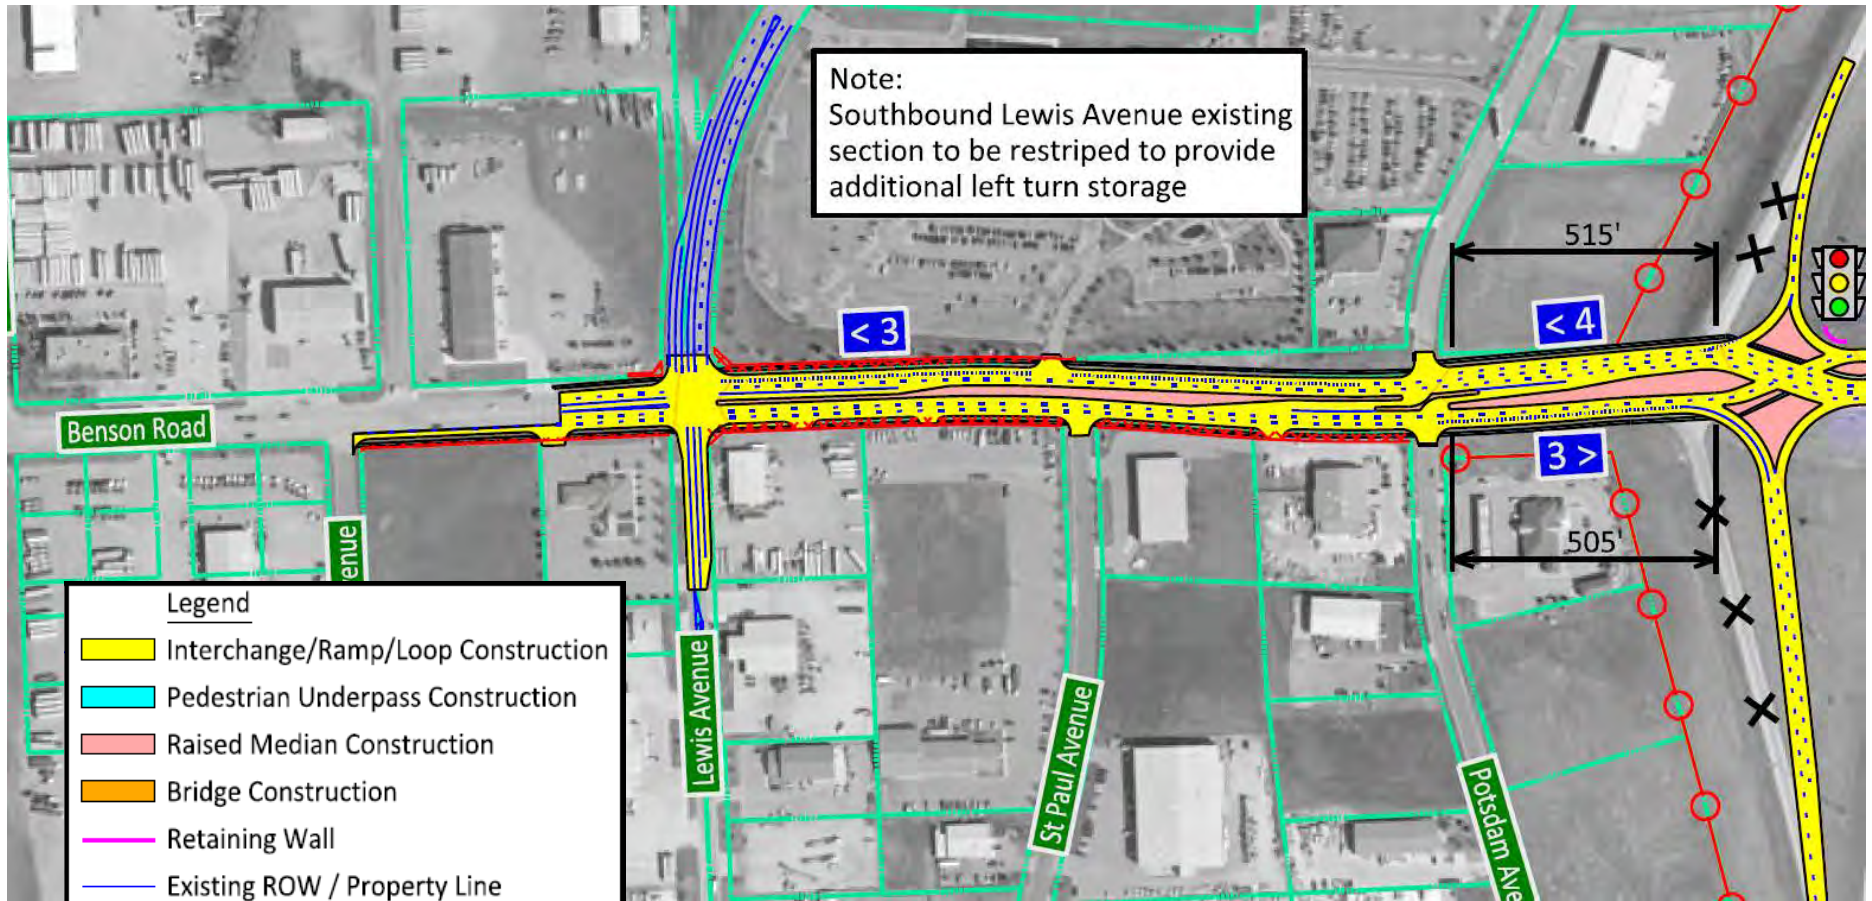 Note:
Southbound Lewis Avenue existing
section to be restriped to provide
additional left turn storage
515'
< 3
< 4
Benson Road
3 >
505'
venue
Legend
Interchange/Ramp/Loop Construction
Pedestrian Underpass Construction
Raised Median Construction
Bridge Construction
Retaining Wall
Existing ROW / Property Line
Lewis Avenue
St Paul Avenue
Potsdam Ave